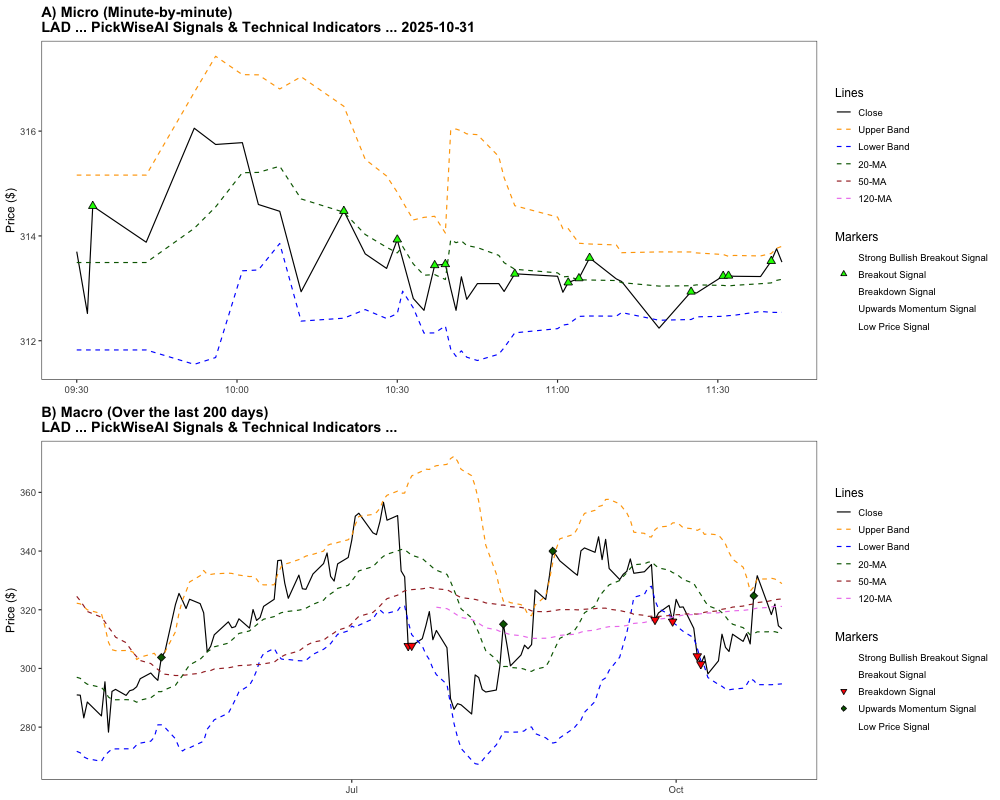 A) Micro (Minute-by-minute)
LAD ... PickWiseAI Signals & Technical Indicators ... 2025-10-31
Price ($)
316
314
312
09:30
10:00
10:30
11:00
11:30
Lines
Close
Upper Band
Lower Band
20-MA
50-MA
120-MA
Markers
Strong Bullish Breakout Signal
Breakout Signal
Breakdown Signal
Upwards Momentum Signal
Low Price Signal
B) Macro (Over the last 200 days)
LAD ... PickWiseAI Signals & Technical Indicators ...
Price ($)
360
340
320
300
280
Jul
Oct
Lines
Close
Upper Band
Lower Band
20-MA
50-MA
120-MA
Markers
Strong Bullish Breakout Signal
Breakout Signal
Breakdown Signal
Upwards Momentum Signal
Low Price Signal